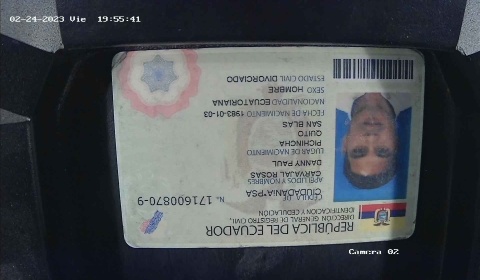 02-24-2023 Vie 19:55:41
REPÚBLICA DEL ECUADOR
DIRECCIÓN GENERAL DE REGISTRO CIVIL,
IDENTIFICACIÓN Y CEDULACIÓN
CÉDULA DE
CIUDADANÍA
N. 171600870-9
APELLIDOS Y NOMBRES
CARVAJAL ROSAS
DANNY PAUL
LUGAR DE NACIMIENTO
PICHINCHA
QUITO
SAN BLAS
FECHA DE NACIMIENTO 1983-01-03
NACIONALIDAD ECUATORIANA
SEXO HOMBRE
ESTADO CIVIL DIVORCIADO
Camera 02